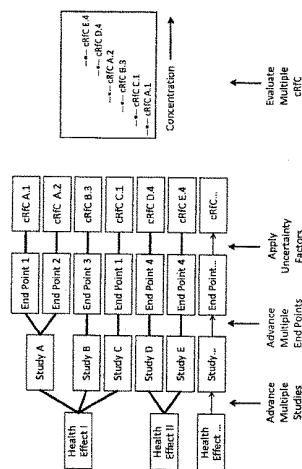 Health
Effect I
Health
Effect II
Health
Effect ...
Study A
Study B
Study C
Study D
Study E
Study...
End Point 1
End Point 2
End Point 3
End Point 1
End Point 4
End Point 4
End Point...
cRfC A.1
cRfC A.2
cRfC B.3
cRfC C.1
cRfC D.4
cRfC E.4
cRfC...
cRfC E.4
cRfC D.4
cRfC A.2
cRfC B.3
cRfC C.1
cRfC A.1
Concentration
Advance
Multiple
Studies
Advance
Multiple
End Points
Apply
Uncertainty
Factors
Evaluate
Multiple
cRfC